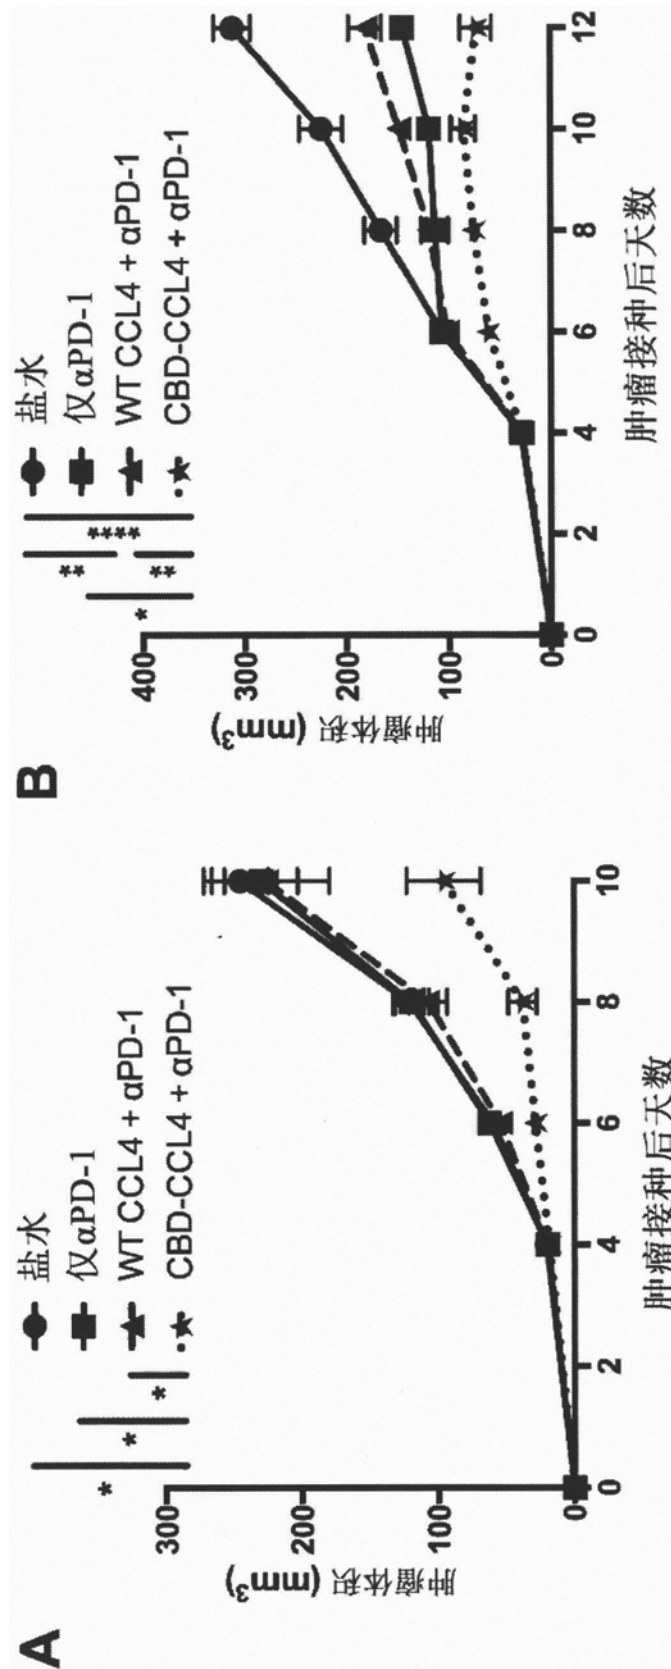 A
盐水
仅αPD-1
WT CCL4 + αPD-1
CBD-CCL4 + αPD-1
*
*
*
肿瘤体积 (mm³)
300
200
100
0
0 2 4 6 8 10
肿瘤接种后天数
B
盐水
仅αPD-1
WT CCL4 + αPD-1
CBD-CCL4 + αPD-1
*
**
**
****
肿瘤体积 (mm³)
400
300
200
100
0
0 2 4 6 8 10 12
肿瘤接种后天数